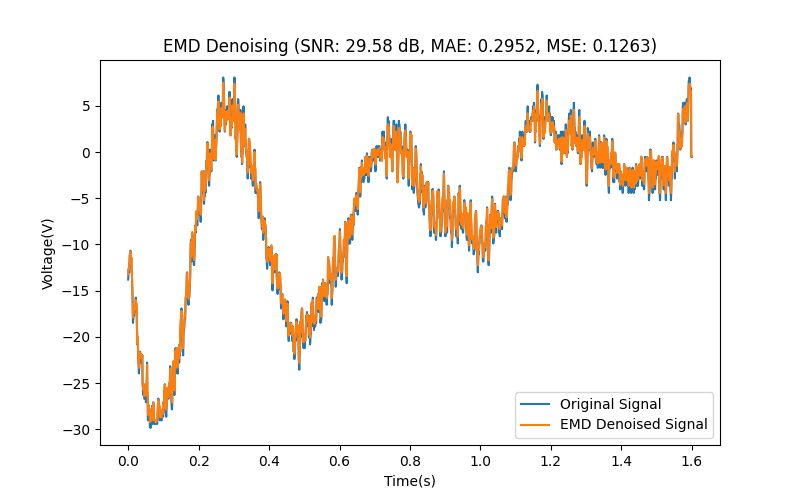 EMD Denoising (SNR: 29.58 dB, MAE: 0.2952, MSE: 0.1263)
5
0
−5
−10
−15
−20
−25
−30
Voltage(V)
Original Signal
EMD Denoised Signal
0.0 0.2 0.4 0.6 0.8 1.0 1.2 1.4 1.6
Time(s)